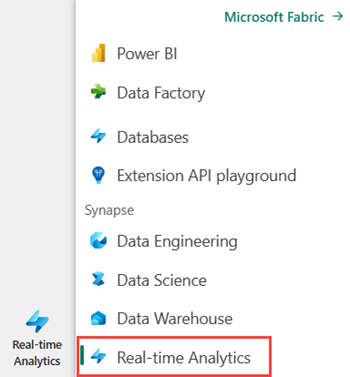 Microsoft Fabric →
Power BI
Data Factory
Databases
Extension API playground
Synapse
Data Engineering
Data Science
Data Warehouse
Real-time Analytics
Real-time
Analytics